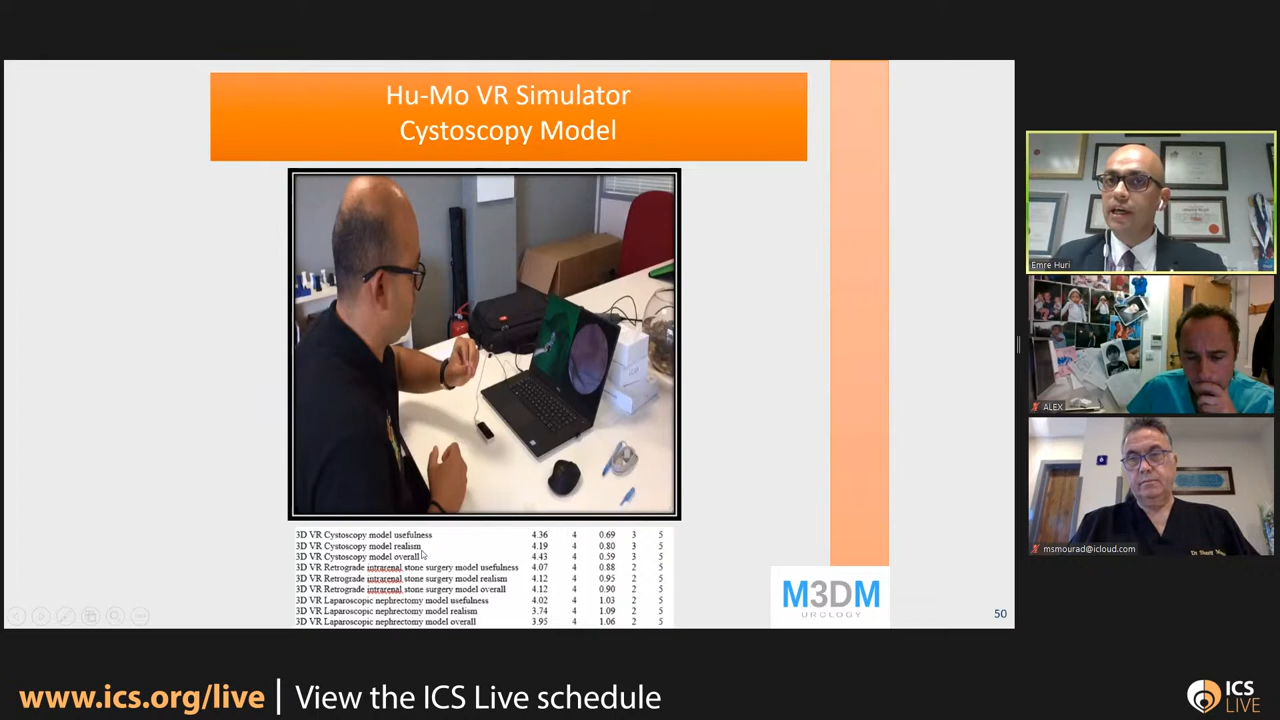 Hu-Mo VR Simulator
Cystoscopy Model
3D VR Cystoscopy model usefulness 4.36 4 0.69 3 5
3D VR Cystoscopy model realism 4.19 4 0.80 3 5
3D VR Cystoscopy model overall 4.43 4 0.59 3 5
3D VR Retrograde intrarenal stone surgery model usefulness 4.07 4 0.88 2 5
3D VR Retrograde intrarenal stone surgery model realism 4.12 4 0.95 2 5
3D VR Retrograde intrarenal stone surgery model overall 4.12 4 0.90 2 5
3D VR Laparoscopic nephrectomy model usefulness 4.02 4 1.03 2 5
3D VR Laparoscopic nephrectomy model realism 3.74 4 1.09 2 5
3D VR Laparoscopic nephrectomy model overall 3.95 4 1.06 2 5
M3DM
UROLOGY
50
Emre Huri
ALEX
msmourad@icloud.com
www.ics.org/live | View the ICS Live schedule
ICS
LIVE